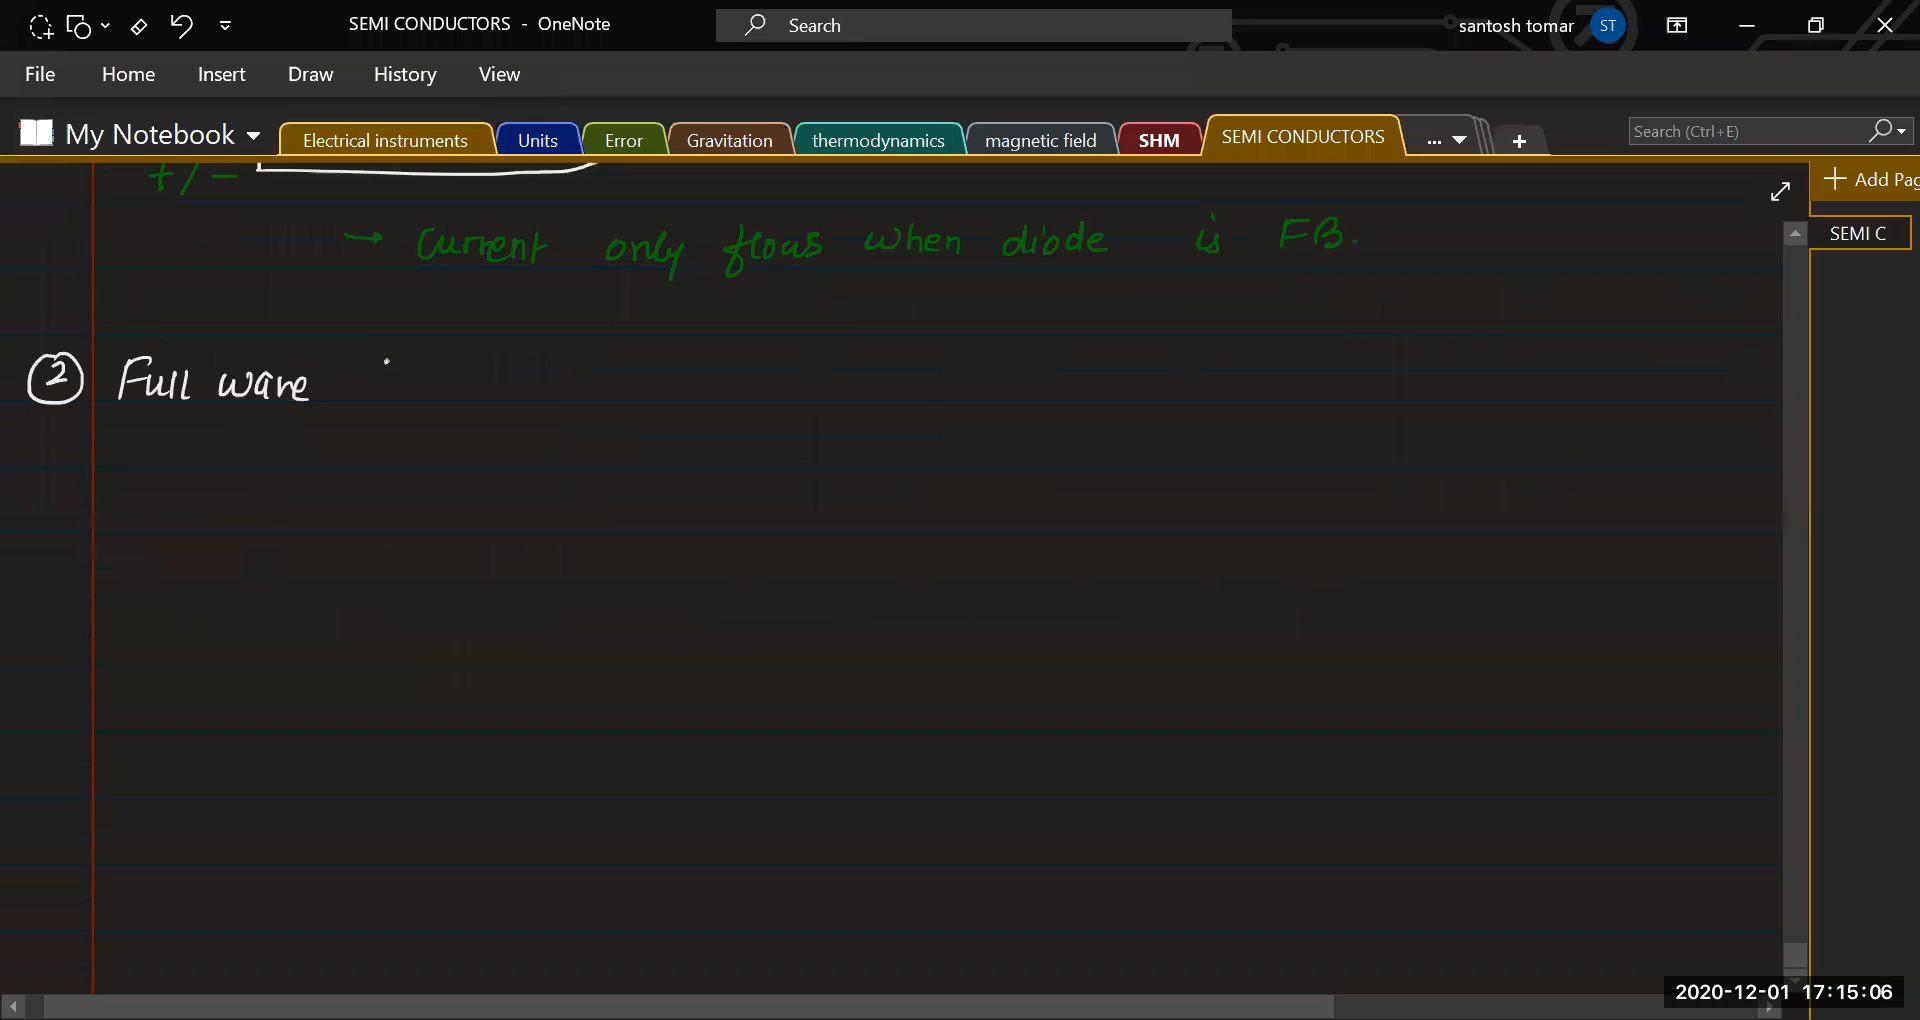 SEMI CONDUCTORS - OneNote
Search
santosh tomar
ST
File Home Insert Draw History View
My Notebook
Electrical instruments Units Error Gravitation thermodynamics magnetic field SHM SEMI CONDUCTORS ... +
Search (Ctrl+E)
+ Add Pag
SEMI C
+/-
→ Current only flows when diode is FB.
② Full wave
2020-12-01 17:15:06